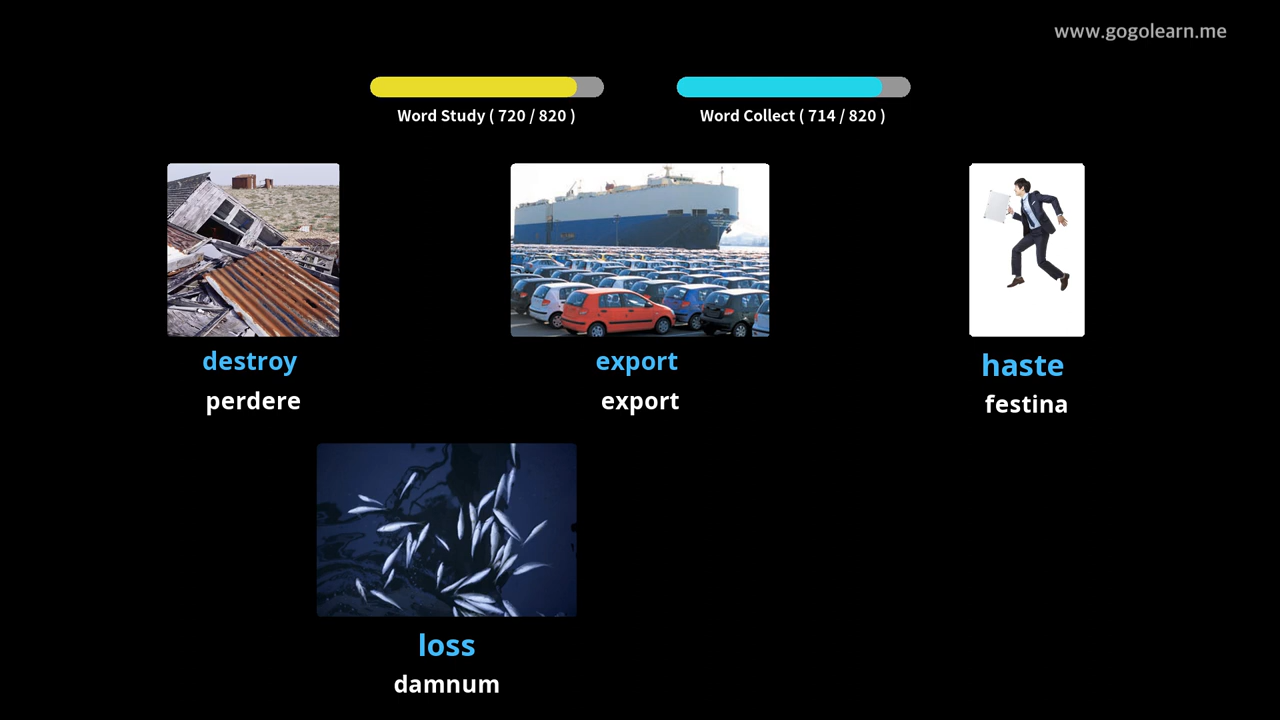 www.gogolearn.me
Word Study ( 720 / 820 )
Word Collect ( 714 / 820 )
destroy
perdere
export
export
haste
festina
loss
damnum